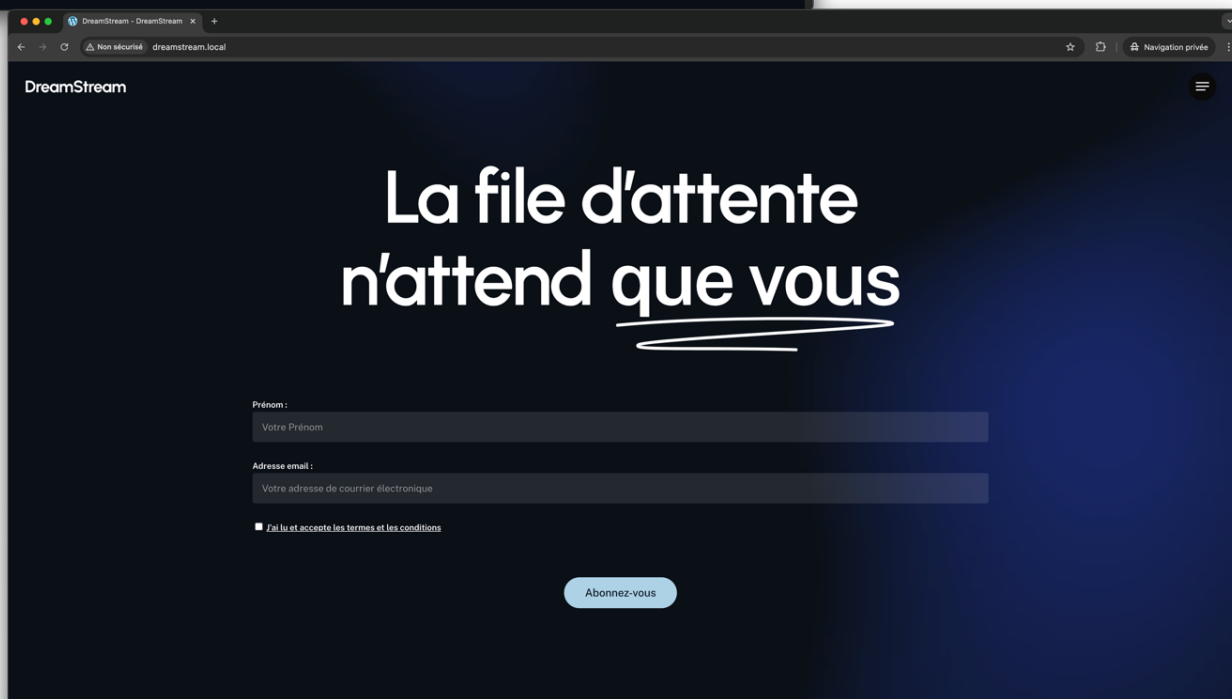 DreamStream - DreamStream
Non sécurisé dreamstream.local
Navigation privée
DreamStream
La file d'attente
n'attend que vous
Prénom :
Votre Prénom
Adresse email :
Votre adresse de courrier électronique
J'ai lu et accepte les termes et les conditions
Abonnez-vous